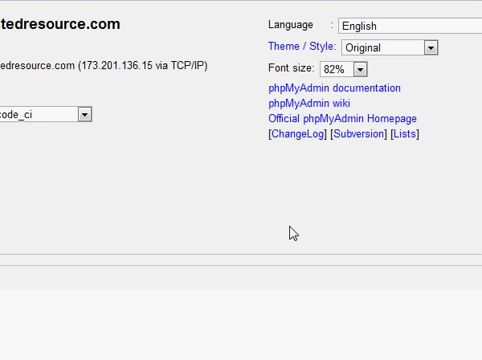 tedresource.com
edresource.com (173.201.136.15 via TCP/IP)
code_ci
Language : English
Theme / Style: Original
Font size: 82%
phpMyAdmin documentation
phpMyAdmin wiki
Official phpMyAdmin Homepage
[ChangeLog] [Subversion] [Lists]